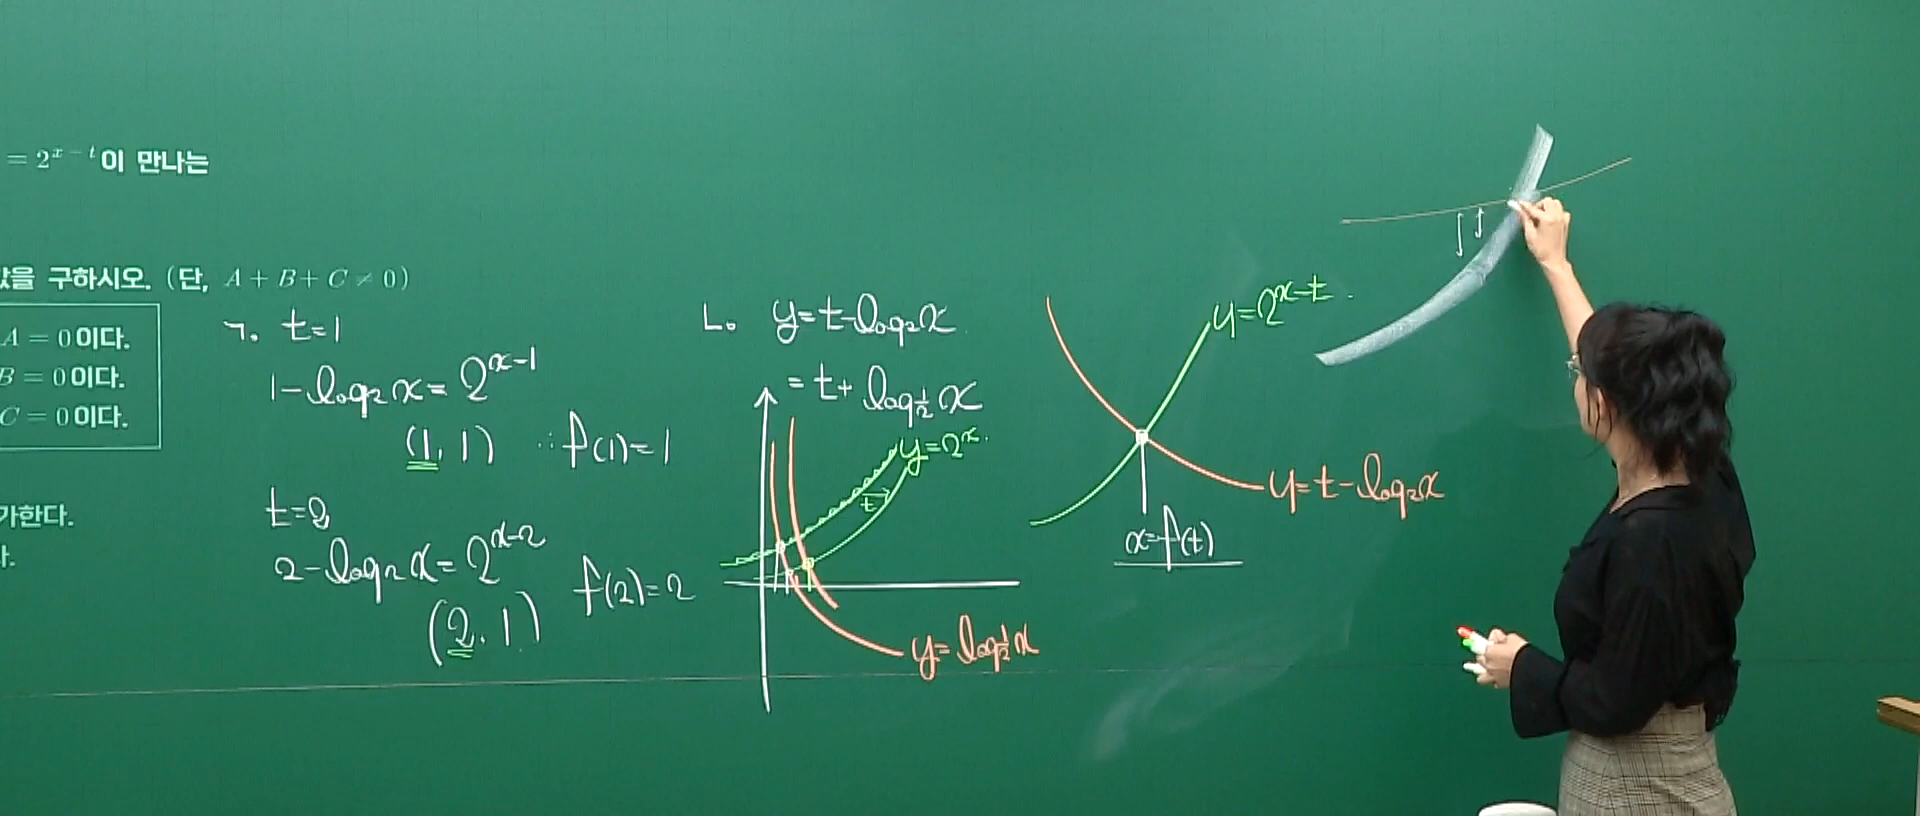 = 2^{x-t}이 만나는
값을 구하시오. (단, A + B + C ≠ 0)
A = 0이다.
B = 0이다.
C = 0이다.
가한다.
다.
ㄱ. t=1
1-log₂x=2^{x-1}
(1,1) ∴ f(1)=1
t=2
2-log₂x=2^{x-2}
(2,1) f(2)=2
ㄴ. y=t-log₂x
=t+log_{1/2}x
y=2^x
t
y=log_{1/2}x
y=2^{x-t}
y=t-log₂x
x=f(t)